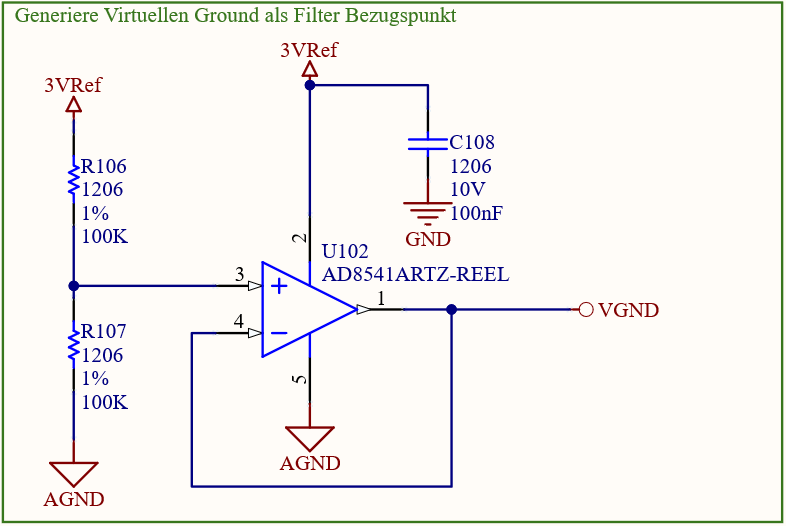 Generiere Virtuellen Ground als Filter Bezugspunkt
3VRef
3VRef
R106
1206
1%
100K
C108
1206
10V
100nF
GND
2
U102
AD8541ARTZ-REEL
3
+
1
VGND
4
−
R107
1206
1%
100K
5
AGND
AGND